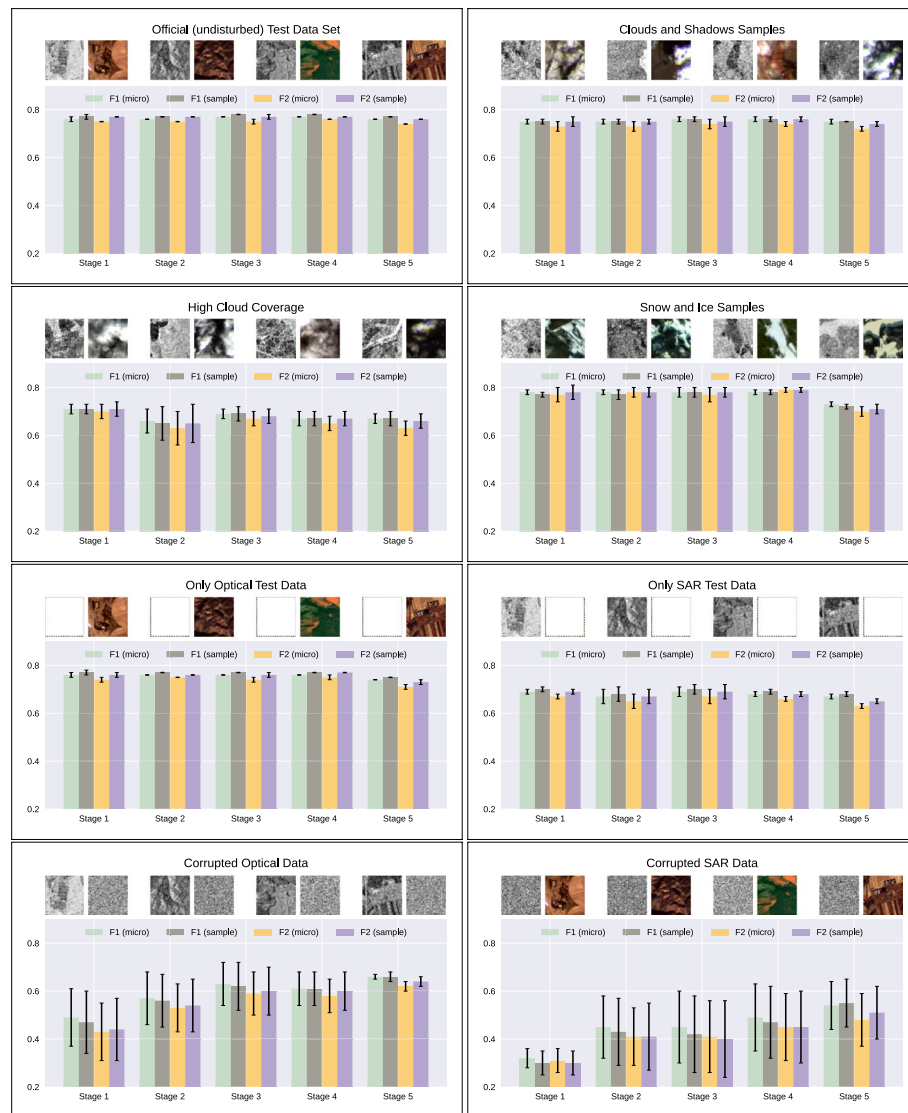 Official (undisturbed) Test Data Set
F1 (micro) F1 (sample) F2 (micro) F2 (sample)
0.8
0.6
0.4
0.2
Stage 1 Stage 2 Stage 3 Stage 4 Stage 5
Clouds and Shadows Samples
F1 (micro) F1 (sample) F2 (micro) F2 (sample)
0.8
0.6
0.4
0.2
Stage 1 Stage 2 Stage 3 Stage 4 Stage 5
High Cloud Coverage
F1 (micro) F1 (sample) F2 (micro) F2 (sample)
0.8
0.6
0.4
0.2
Stage 1 Stage 2 Stage 3 Stage 4 Stage 5
Snow and Ice Samples
F1 (micro) F1 (sample) F2 (micro) F2 (sample)
0.8
0.6
0.4
0.2
Stage 1 Stage 2 Stage 3 Stage 4 Stage 5
Only Optical Test Data
F1 (micro) F1 (sample) F2 (micro) F2 (sample)
0.8
0.6
0.4
0.2
Stage 1 Stage 2 Stage 3 Stage 4 Stage 5
Only SAR Test Data
F1 (micro) F1 (sample) F2 (micro) F2 (sample)
0.8
0.6
0.4
0.2
Stage 1 Stage 2 Stage 3 Stage 4 Stage 5
Corrupted Optical Data
F1 (micro) F1 (sample) F2 (micro) F2 (sample)
0.8
0.6
0.4
0.2
Stage 1 Stage 2 Stage 3 Stage 4 Stage 5
Corrupted SAR Data
F1 (micro) F1 (sample) F2 (micro) F2 (sample)
0.8
0.6
0.4
0.2
Stage 1 Stage 2 Stage 3 Stage 4 Stage 5